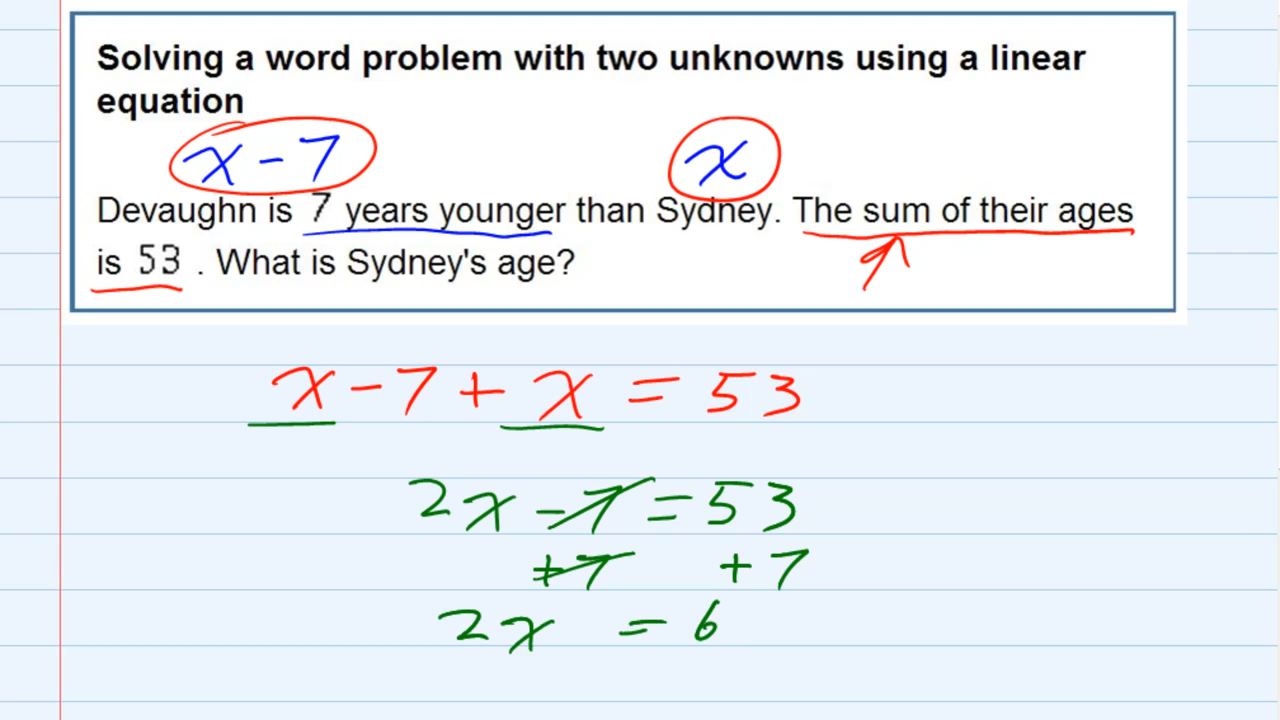 Solving a word problem with two unknowns using a linear
equation
x - 7 x
Devaughn is 7 years younger than Sydney. The sum of their ages
is 53 . What is Sydney's age?
x - 7 + x = 53
2x - 7 = 53
+7 +7
2x = 6